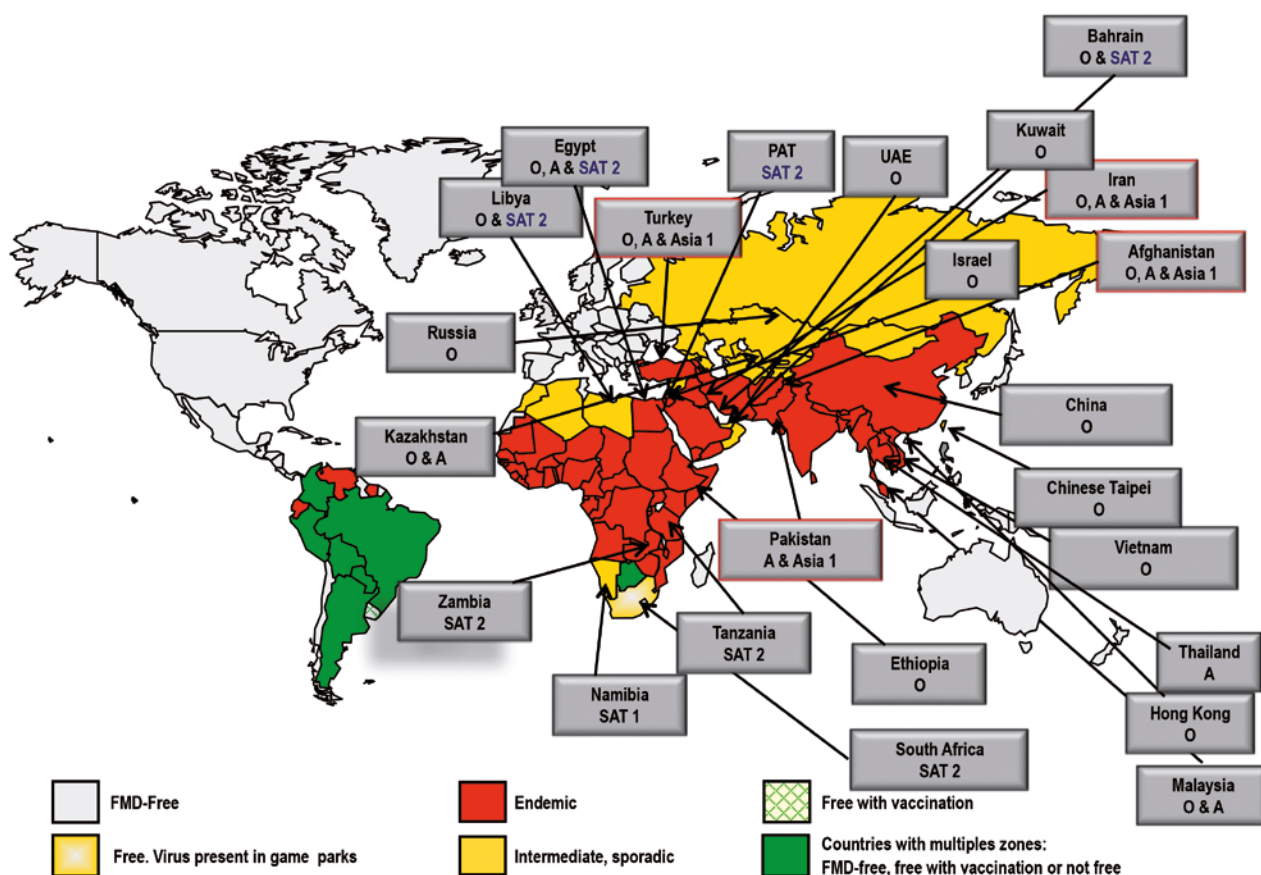 Bahrain
O & SAT 2
Egypt
O, A & SAT 2
PAT
SAT 2
UAE
O
Kuwait
O
Libya
O & SAT 2
Turkey
O, A & Asia 1
Iran
O, A & Asia 1
Israel
O
Afghanistan
O, A & Asia 1
Russia
O
China
O
Kazakhstan
O & A
Chinese Taipei
O
Pakistan
A & Asia 1
Vietnam
O
Zambia
SAT 2
Tanzania
SAT 2
Ethiopia
O
Thailand
A
Namibia
SAT 1
Hong Kong
O
South Africa
SAT 2
Malaysia
O & A
FMD-Free
Endemic
Free with vaccination
Free. Virus present in game parks
Intermediate, sporadic
Countries with multiples zones:
FMD-free, free with vaccination or not free